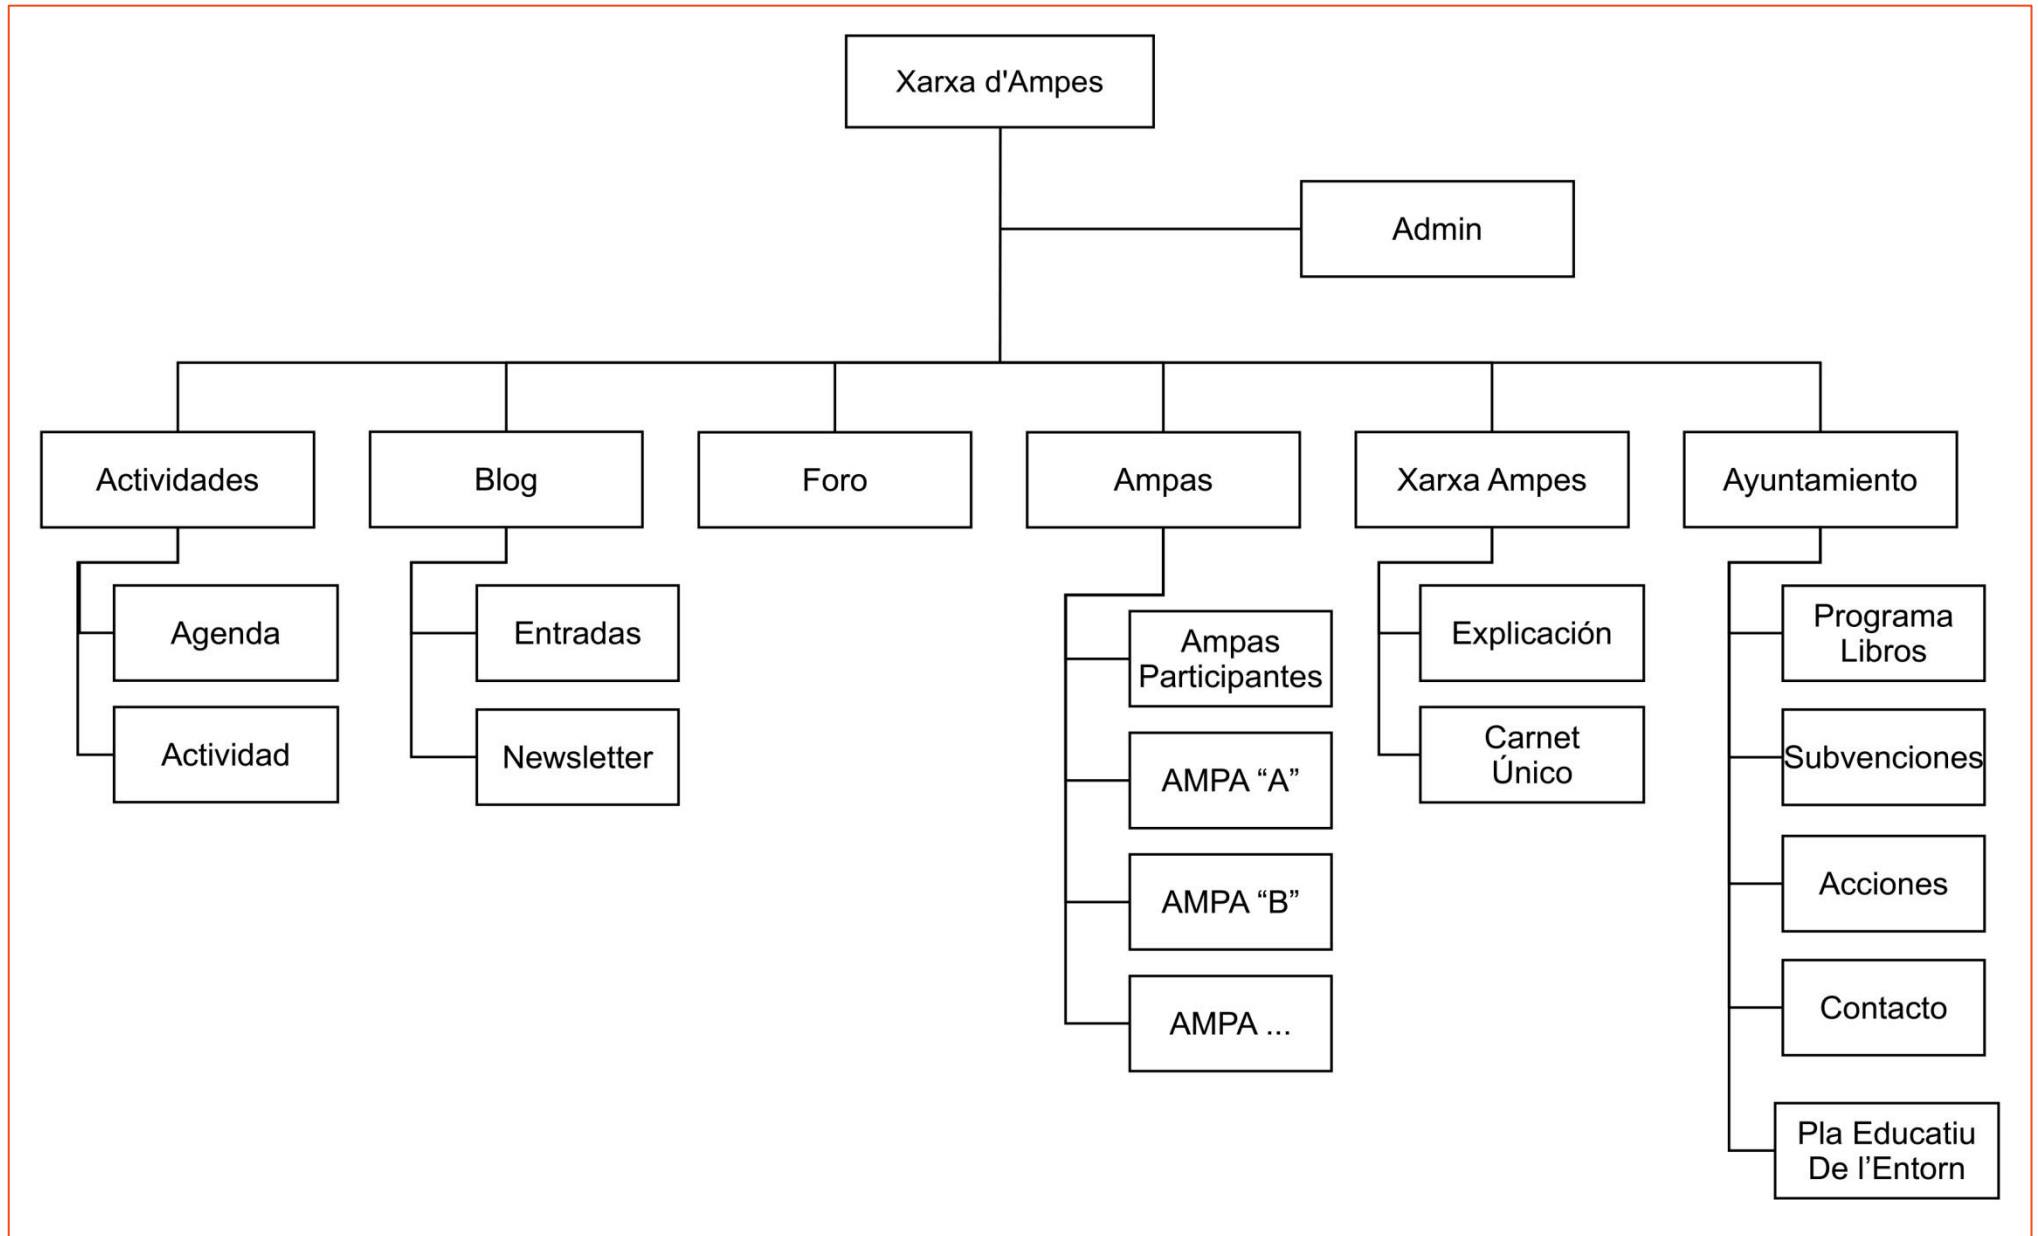 Xarxa d'Ampes
Admin
Actividades
Blog
Foro
Ampas
Xarxa Ampes
Ayuntamiento
Agenda
Actividad
Entradas
Newsletter
Ampas
Participantes
AMPA “A”
AMPA “B”
AMPA ...
Explicación
Carnet
Único
Programa
Libros
Subvenciones
Acciones
Contacto
Pla Educatiu
De l’Entorn